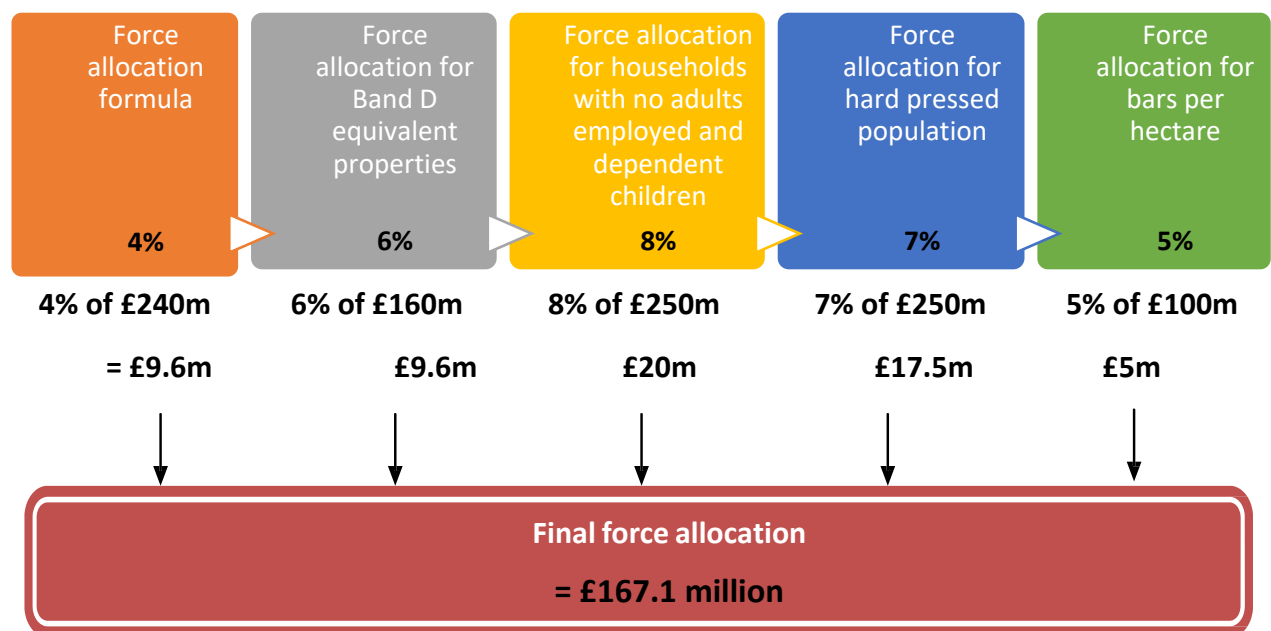 Force
allocation
formula
4%
Force
allocation for
Band D
equivalent
properties
6%
Force allocation
for households
with no adults
employed and
dependent
children
8%
Force
allocation for
hard pressed
population
7%
Force
allocation for
bars per
hectare
5%
4% of £240m
= £9.6m
6% of £160m
£9.6m
8% of £250m
£20m
7% of £250m
£17.5m
5% of £100m
£5m
Final force allocation
= £167.1 million